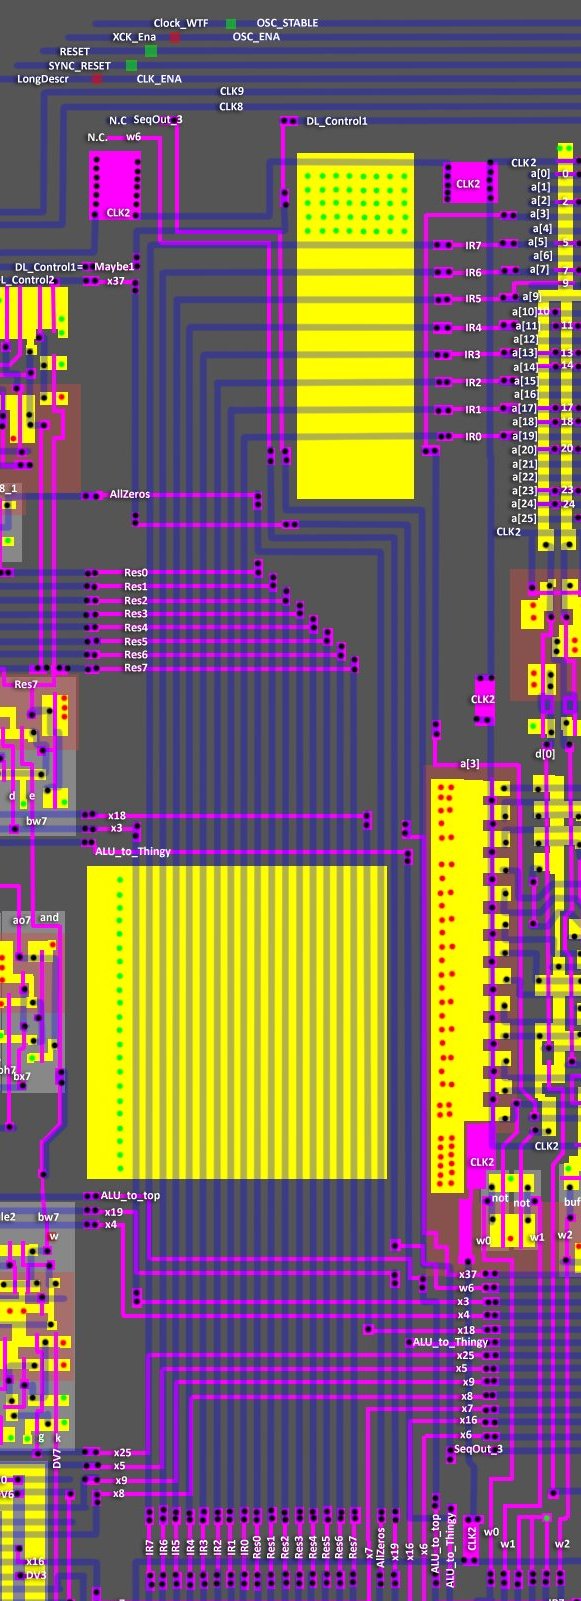 Clock_WTF OSC_STABLE
XCK_Ena OSC_ENA
RESET
SYNC_RESET
LongDescr CLK_ENA
CLK9
CLK8
N.C SeqOut_3 DL_Control1
N.C. w6
CLK2
CLK2
CLK2
a[0] 0
a[1]
a[2] 2
a[3]
a[4]
IR7 a[5] 5
a[6]
DL_Control1= Maybe1
IR6 a[7] 7
L_Control2 x37
9
IR5 a[9]
a[10] 10
IR4 a[11] 11
a[12]
IR3 a[13] 13
a[14] 14
IR2 a[15]
a[16]
IR1 a[17] 17
a[18] 18
IR0 a[19]
a[20] 20
a[21]
a[22]
8_1 AllZeros a[23] 23
a[24] 24
a[25]
CLK2
Res0
Res1
Res2
Res3
Res4
Res5
Res6
Res7
Res7
CLK2
d[0]
a[3]
d e
bw7
x18
x3
ALU_to_Thingy
ao7 and
ph7
bx7
CLK2
CLK2
ALU_to_top
not not
buf
le2 bw7 x19
x4
w
w0 w1 w2
x37
w6
x3
x4
x18
ALU_to_Thingy
x25
x5
x9
x8
x7
x16
x6
SeqOut_3
g k
DV7
x25
x5
x9
x8
0
V6
IR7
IR6
IR5
IR4
IR3
IR2
IR1
IR0
Res0
Res1
Res2
Res3
Res4
Res5
Res6
Res7
x7
AllZeros
x19
x16
x6
ALU_to_top
ALU_to_Thingy
CLK2
w0
w1
w2
x16
DV3